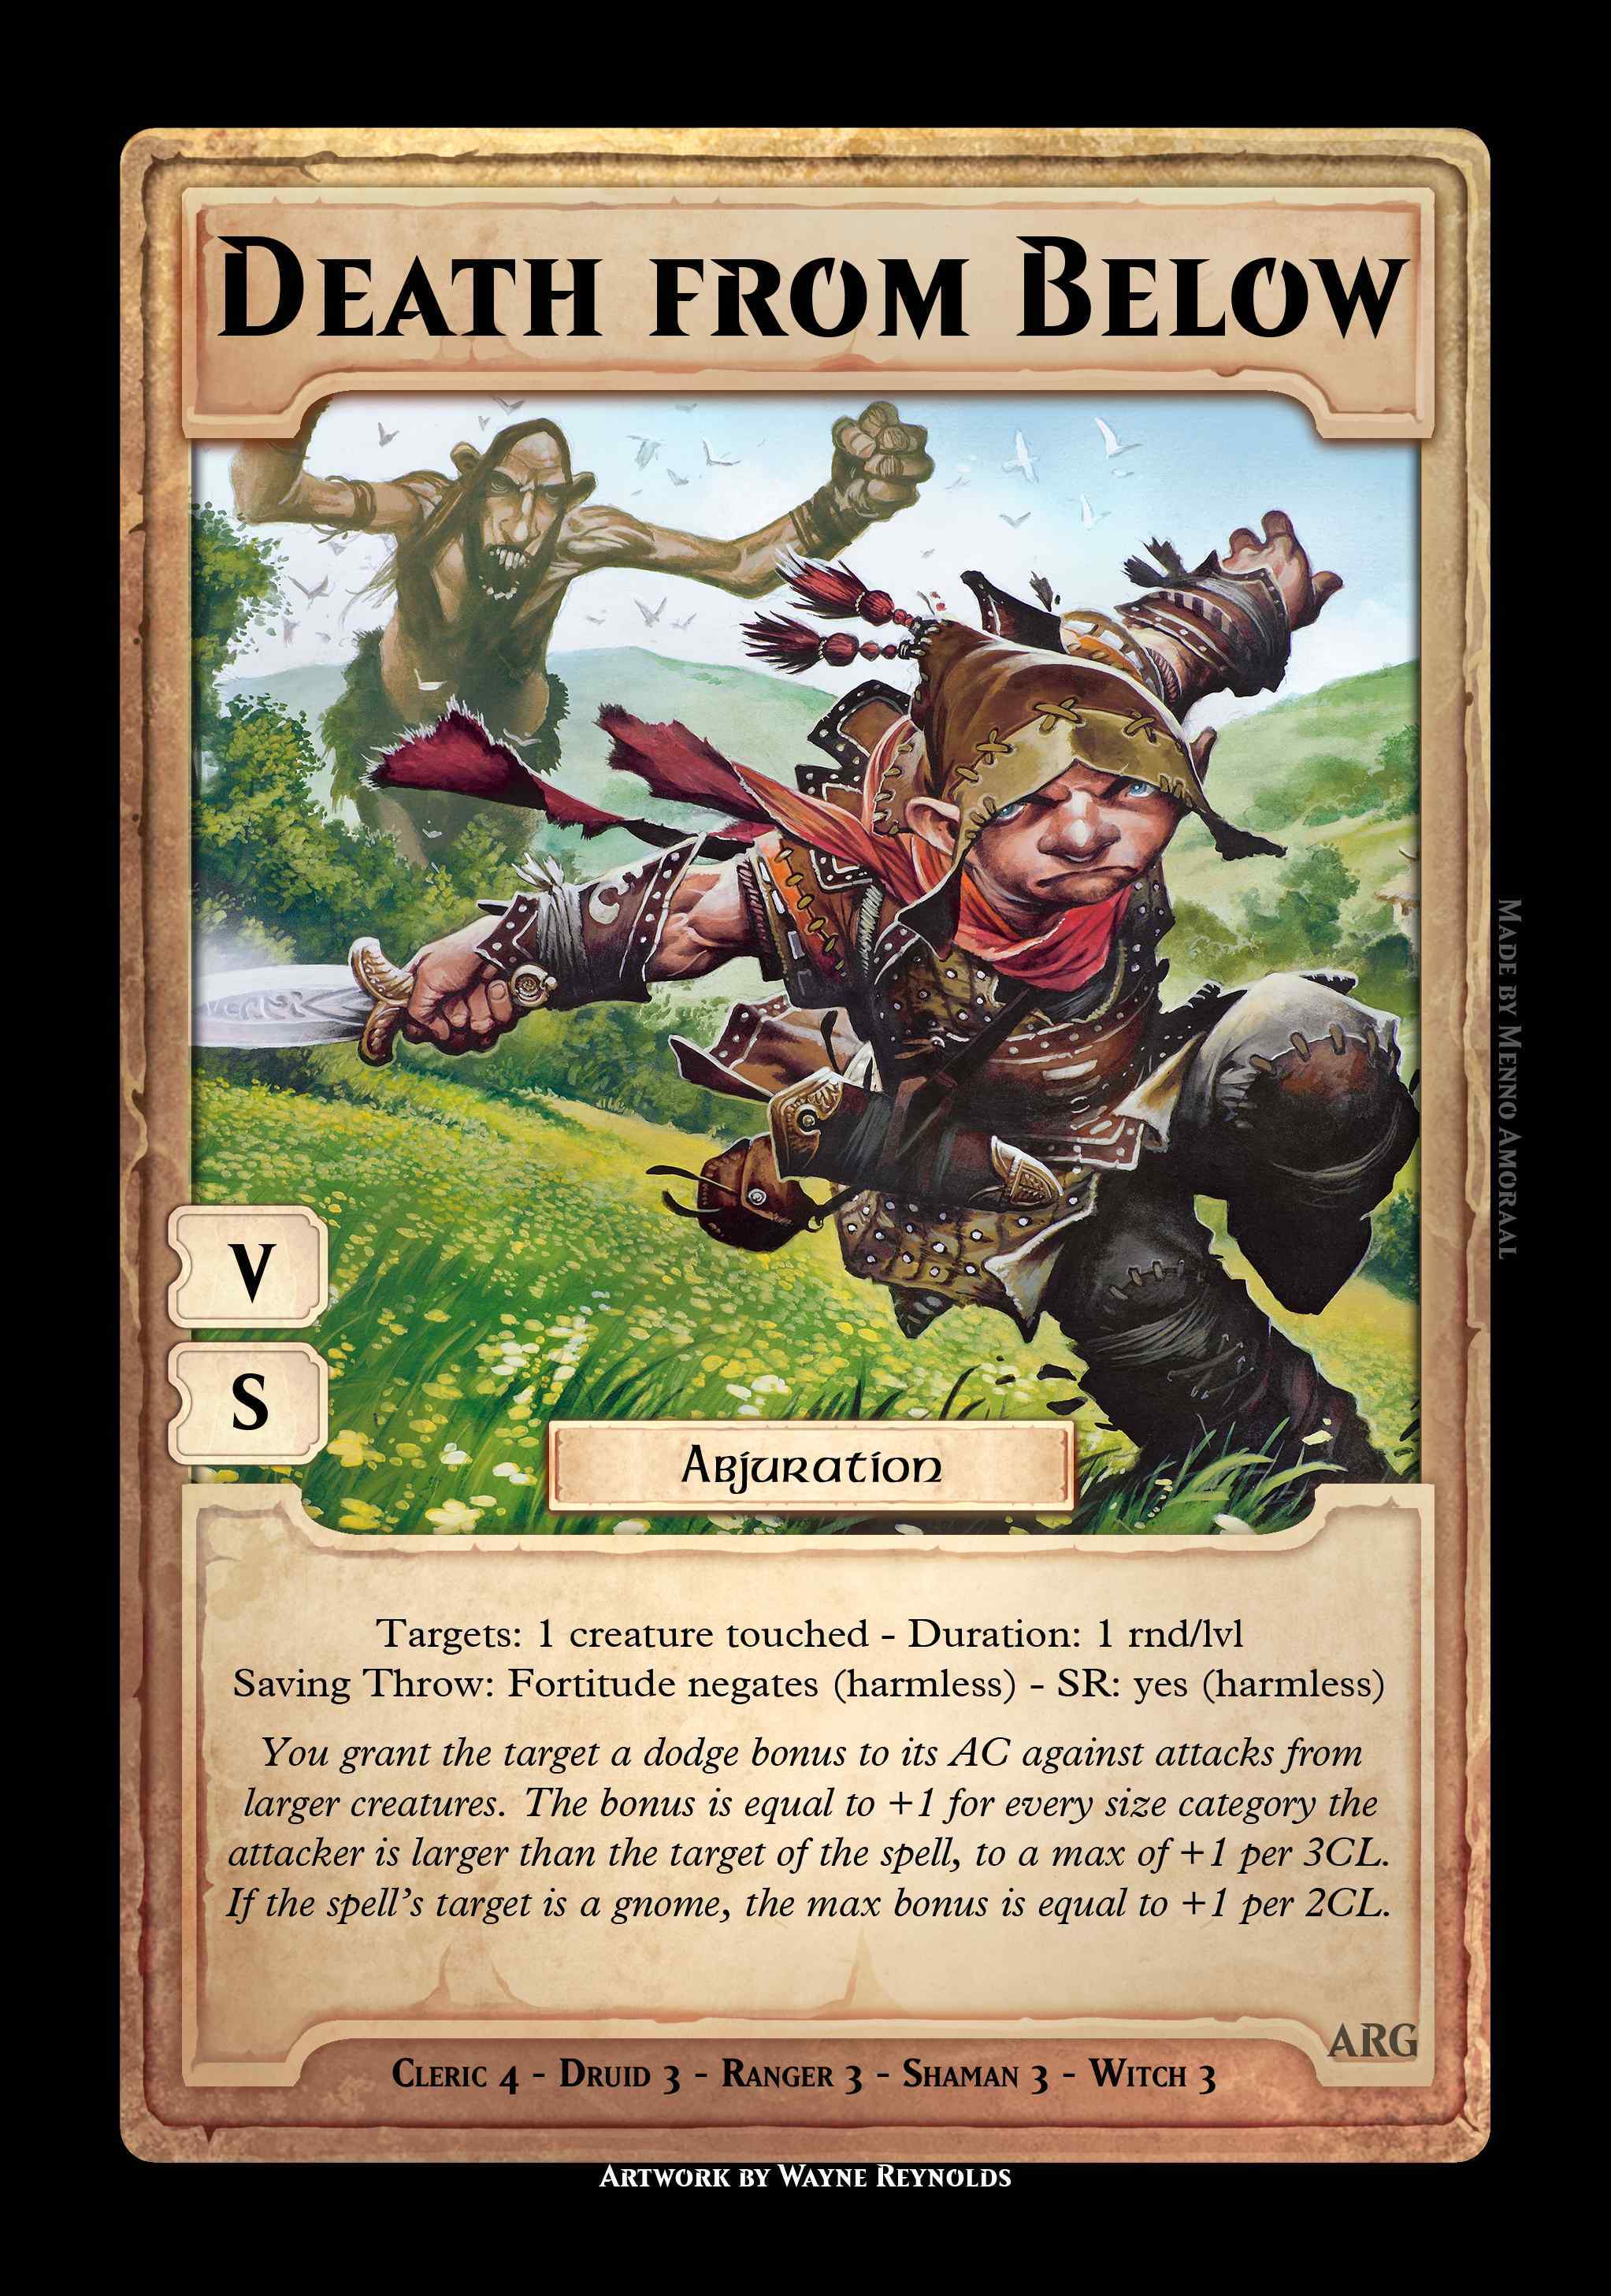 Death from Below
V
S
Abjuration
Targets: 1 creature touched - Duration: 1 rnd/lvl
Saving Throw: Fortitude negates (harmless) - SR: yes (harmless)
You grant the target a dodge bonus to its AC against attacks from
larger creatures. The bonus is equal to +1 for every size category the
attacker is larger than the target of the spell, to a max of +1 per 3CL.
If the spell's target is a gnome, the max bonus is equal to +1 per 2CL.
ARG
Cleric 4 - Druid 3 - Ranger 3 - Shaman 3 - Witch 3
Artwork by Wayne Reynolds
Made by Menno Amoraal